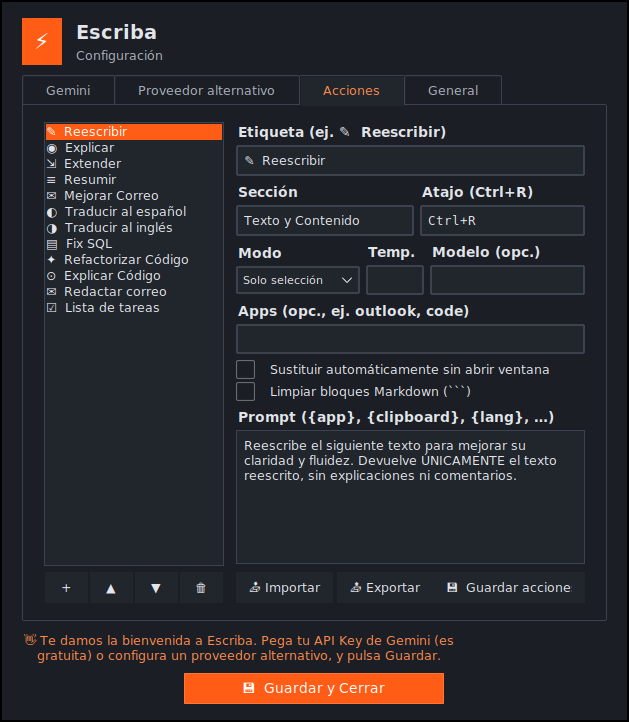 Escriba
Configuración
Gemini
Proveedor alternativo
Acciones
General
Reescribir
Explicar
Extender
Resumir
Mejorar Correo
Traducir al español
Traducir al inglés
Fix SQL
Refactorizar Código
Explicar Código
Redactar correo
Lista de tareas
Etiqueta (ej. ✎ Reescribir)
✎ Reescribir
Sección
Atajo (Ctrl+R)
Texto y Contenido
Ctrl+R
Modo
Temp.
Modelo (opc.)
Solo selección
Apps (opc., ej. outlook, code)
Sustituir automáticamente sin abrir ventana
Limpiar bloques Markdown (```)
Prompt ({app}, {clipboard}, {lang}, …)
Reescribe el siguiente texto para mejorar su
claridad y fluidez. Devuelve ÚNICAMENTE el texto
reescrito, sin explicaciones ni comentarios.
+ ▲ ▼
Importar
Exportar
Guardar accione
Te damos la bienvenida a Escriba. Pega tu API Key de Gemini (es
gratuita) o configura un proveedor alternativo, y pulsa Guardar.
Guardar y Cerrar